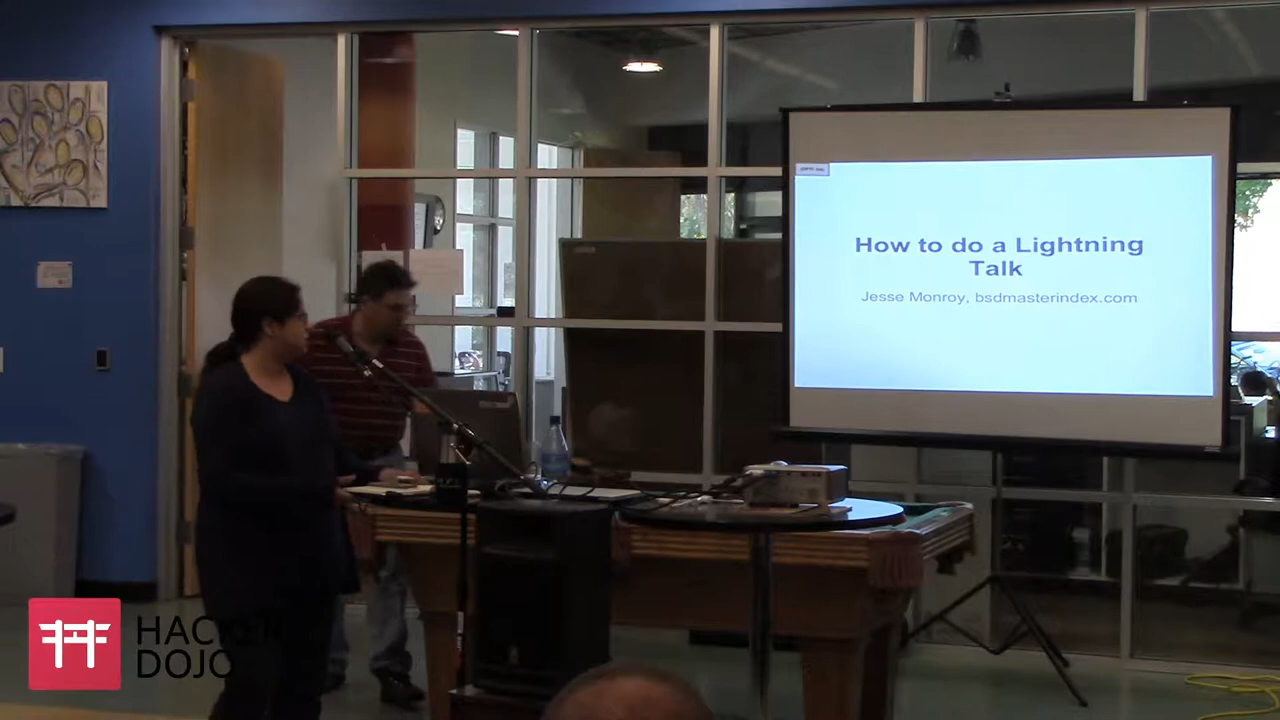 How to do a Lightning
Talk
Jesse Monroy, bsdmasterindex.com
HACKER
DOJO